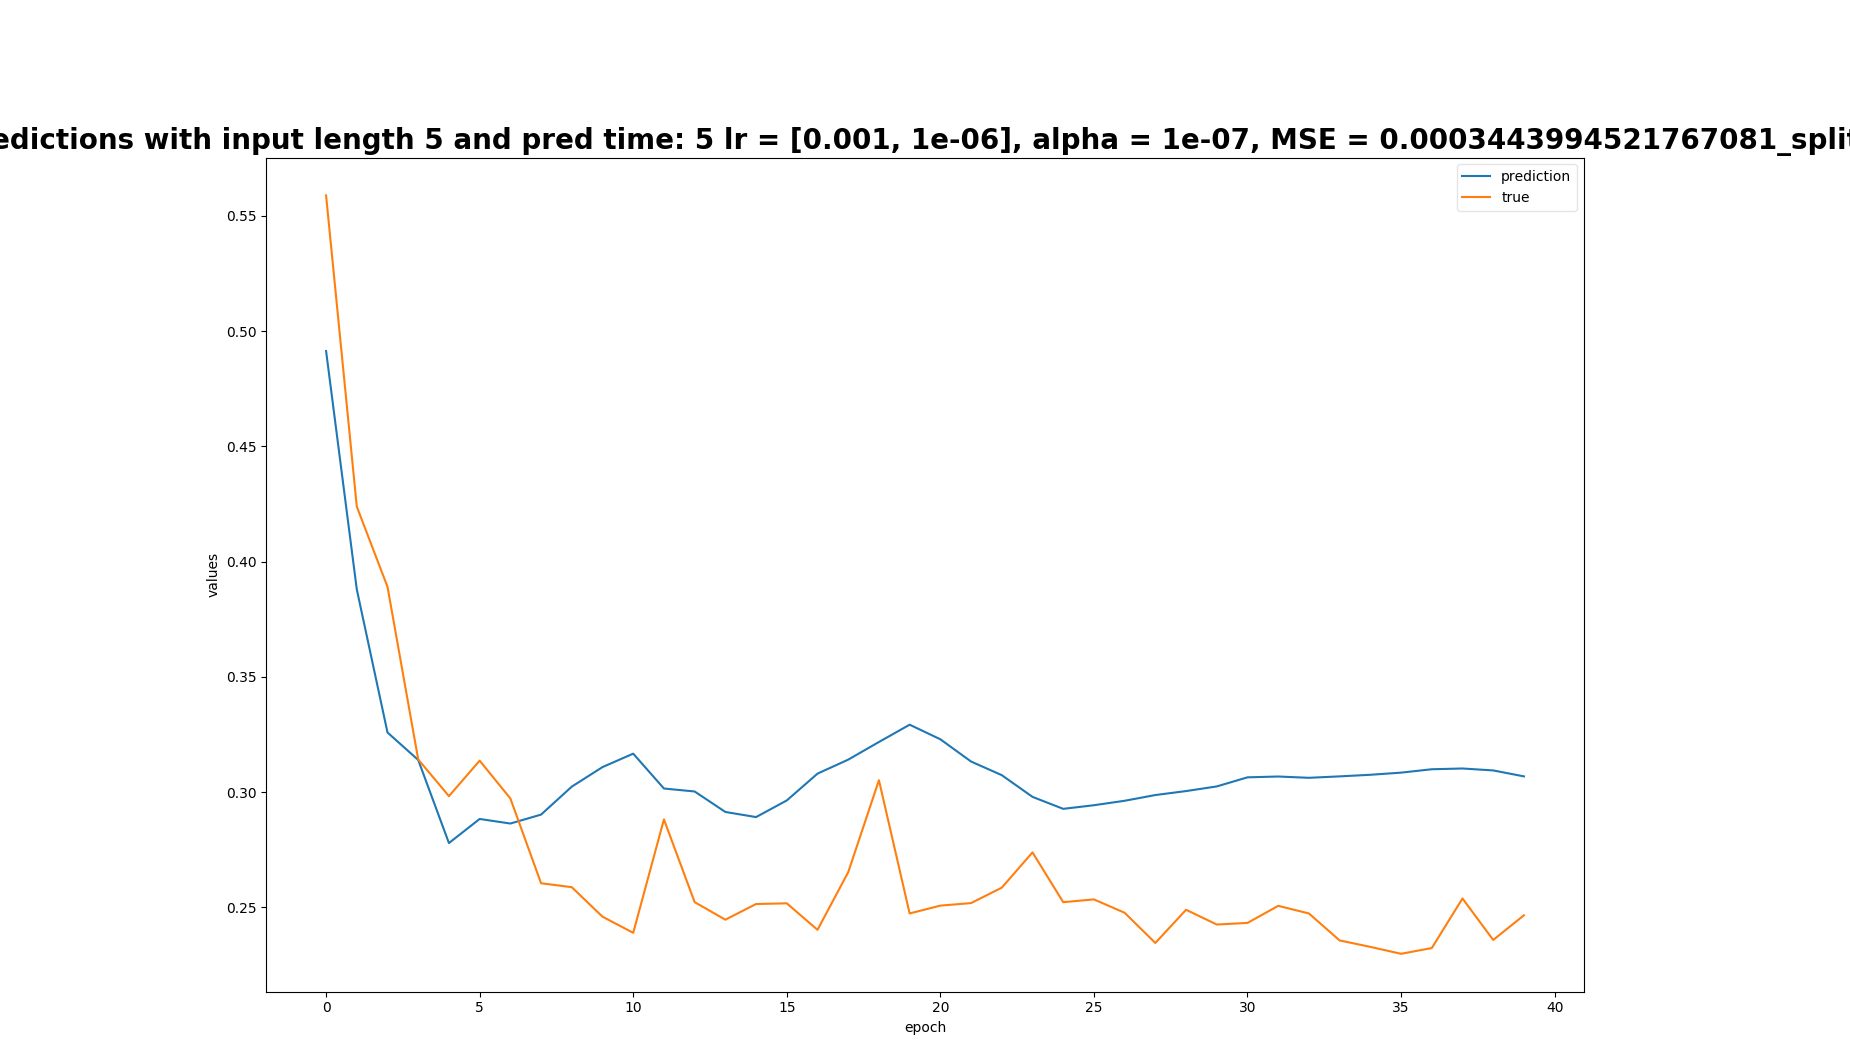 edictions with input length 5 and pred time: 5 lr = [0.001, 1e-06], alpha = 1e-07, MSE = 0.0003443994521767081_split
prediction
true
0.55
0.50
0.45
0.40
0.35
0.30
0.25
values
0 5 10 15 20 25 30 35 40
epoch